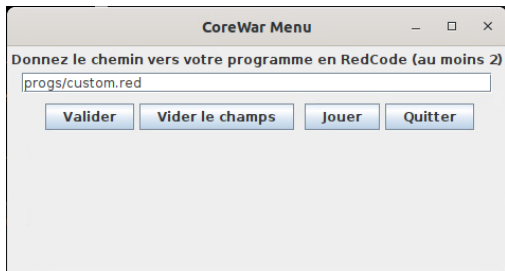 CoreWar Menu
Donnez le chemin vers votre programme en RedCode (au moins 2)
progs/custom.red
Valider Vider le champs Jouer Quitter